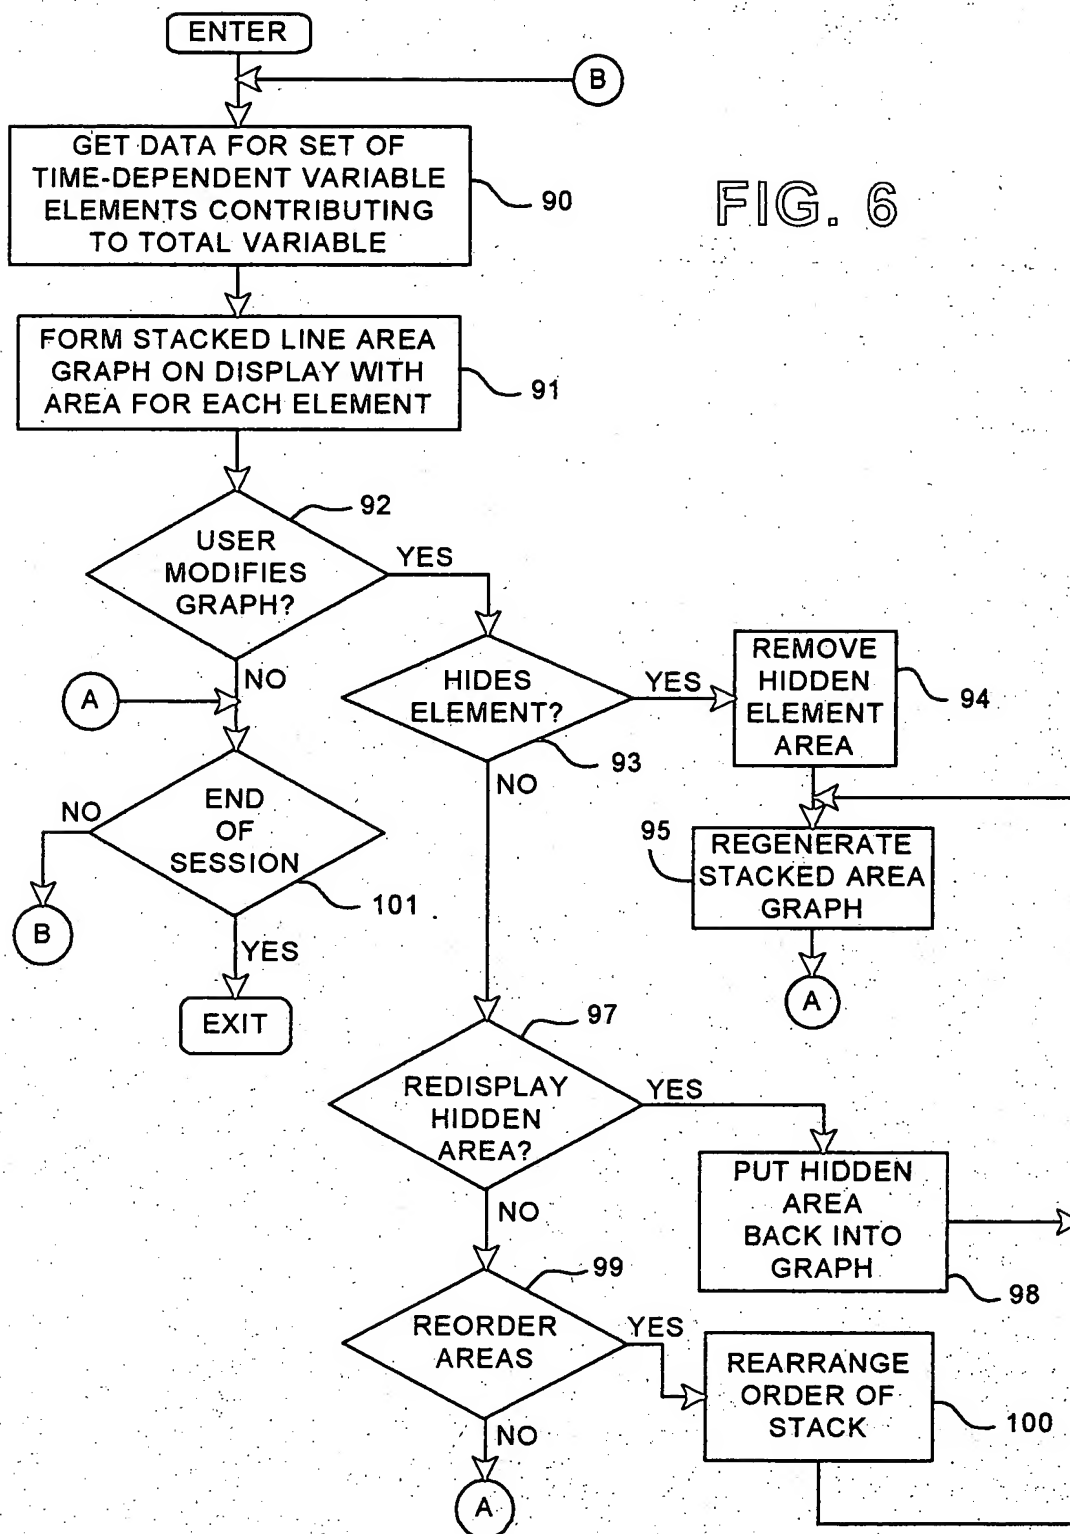 ENTER
B
GET DATA FOR SET OF
TIME-DEPENDENT VARIABLE
ELEMENTS CONTRIBUTING
TO TOTAL VARIABLE
90
FIG. 6
FORM STACKED LINE AREA
GRAPH ON DISPLAY WITH
AREA FOR EACH ELEMENT
91
92
USER
MODIFIES
GRAPH?
YES
NO
A
HIDES
ELEMENT?
YES
93
NO
REMOVE
HIDDEN
ELEMENT
AREA
94
END
OF
SESSION
NO
101
B
YES
EXIT
95
REGENERATE
STACKED AREA
GRAPH
A
97
REDISPLAY
HIDDEN
AREA?
YES
NO
PUT HIDDEN
AREA
BACK INTO
GRAPH
98
99
REORDER
AREAS
YES
REARRANGE
ORDER OF
STACK
100
NO
A